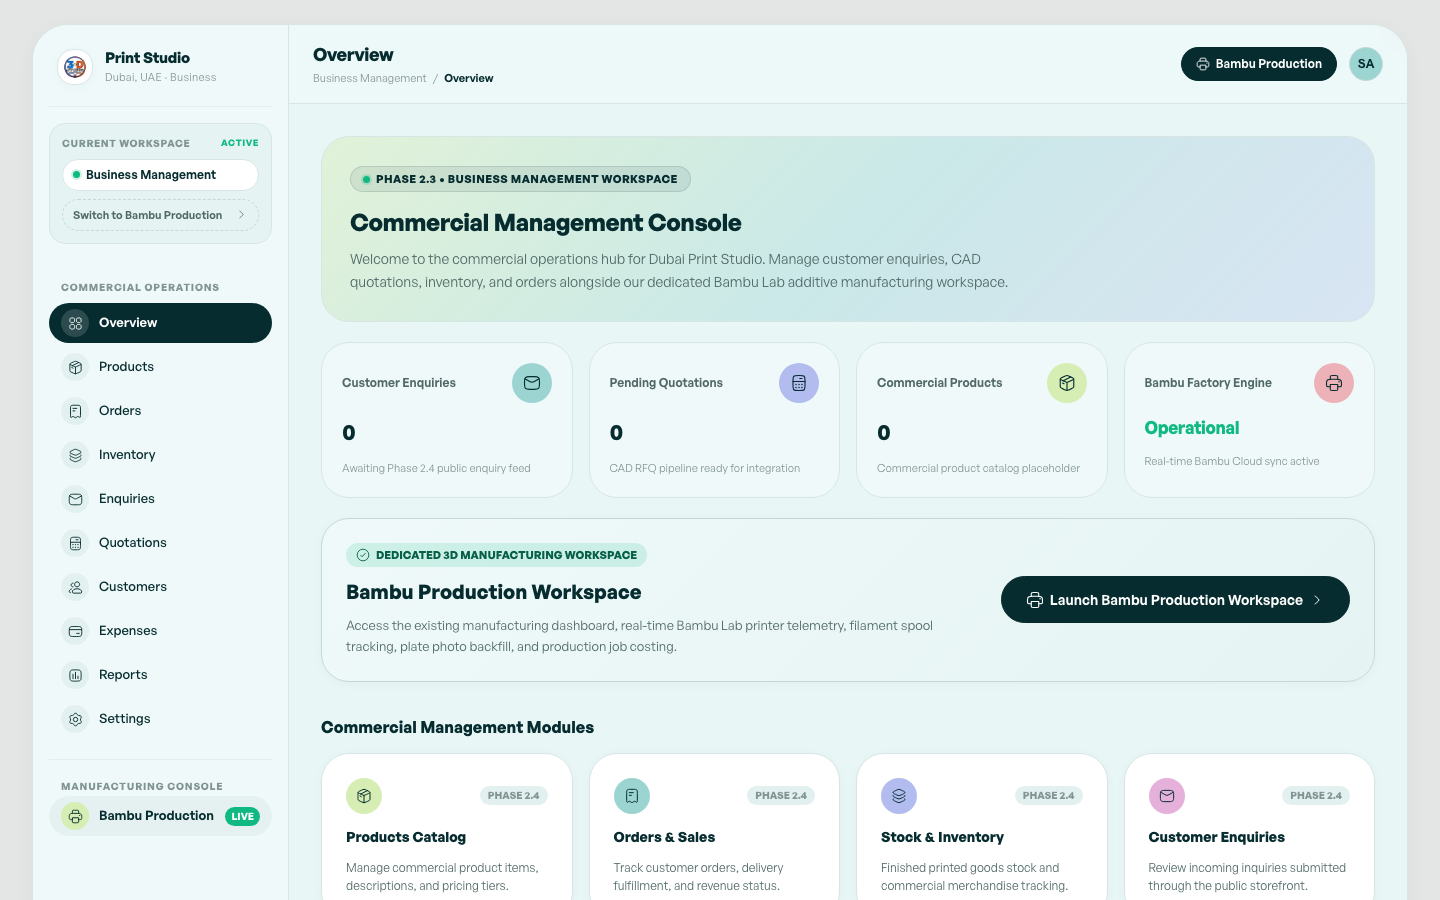 Print Studio
Dubai, UAE · Business
CURRENT WORKSPACE
ACTIVE
Business Management
Switch to Bambu Production
COMMERCIAL OPERATIONS
Overview
Products
Orders
Inventory
Enquiries
Quotations
Customers
Expenses
Reports
Settings
MANUFACTURING CONSOLE
Bambu Production
LIVE
Overview
Business Management / Overview
Bambu Production
SA
PHASE 2.3 • BUSINESS MANAGEMENT WORKSPACE
Commercial Management Console
Welcome to the commercial operations hub for Dubai Print Studio. Manage customer enquiries, CAD
quotations, inventory, and orders alongside our dedicated Bambu Lab additive manufacturing workspace.
Customer Enquiries
0
Awaiting Phase 2.4 public enquiry feed
Pending Quotations
0
CAD RFQ pipeline ready for integration
Commercial Products
0
Commercial product catalog placeholder
Bambu Factory Engine
Operational
Real-time Bambu Cloud sync active
DEDICATED 3D MANUFACTURING WORKSPACE
Bambu Production Workspace
Access the existing manufacturing dashboard, real-time Bambu Lab printer telemetry, filament spool
tracking, plate photo backfill, and production job costing.
Launch Bambu Production Workspace
Commercial Management Modules
PHASE 2.4
Products Catalog
Manage commercial product items,
descriptions, and pricing tiers.
PHASE 2.4
Orders & Sales
Track customer orders, delivery
fulfillment, and revenue status.
PHASE 2.4
Stock & Inventory
Finished printed goods stock and
commercial merchandise tracking.
PHASE 2.4
Customer Enquiries
Review incoming inquiries submitted
through the public storefront.